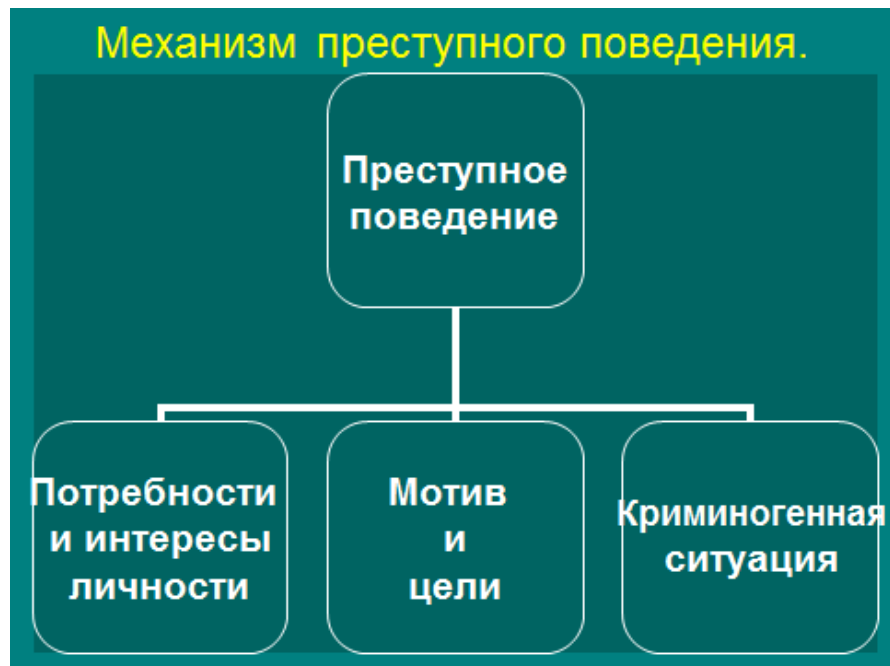 Механизм преступного поведения.
Преступное
поведение
Потребности
и интересы
личности
Мотив
и
цели
Криминогенная
ситуация